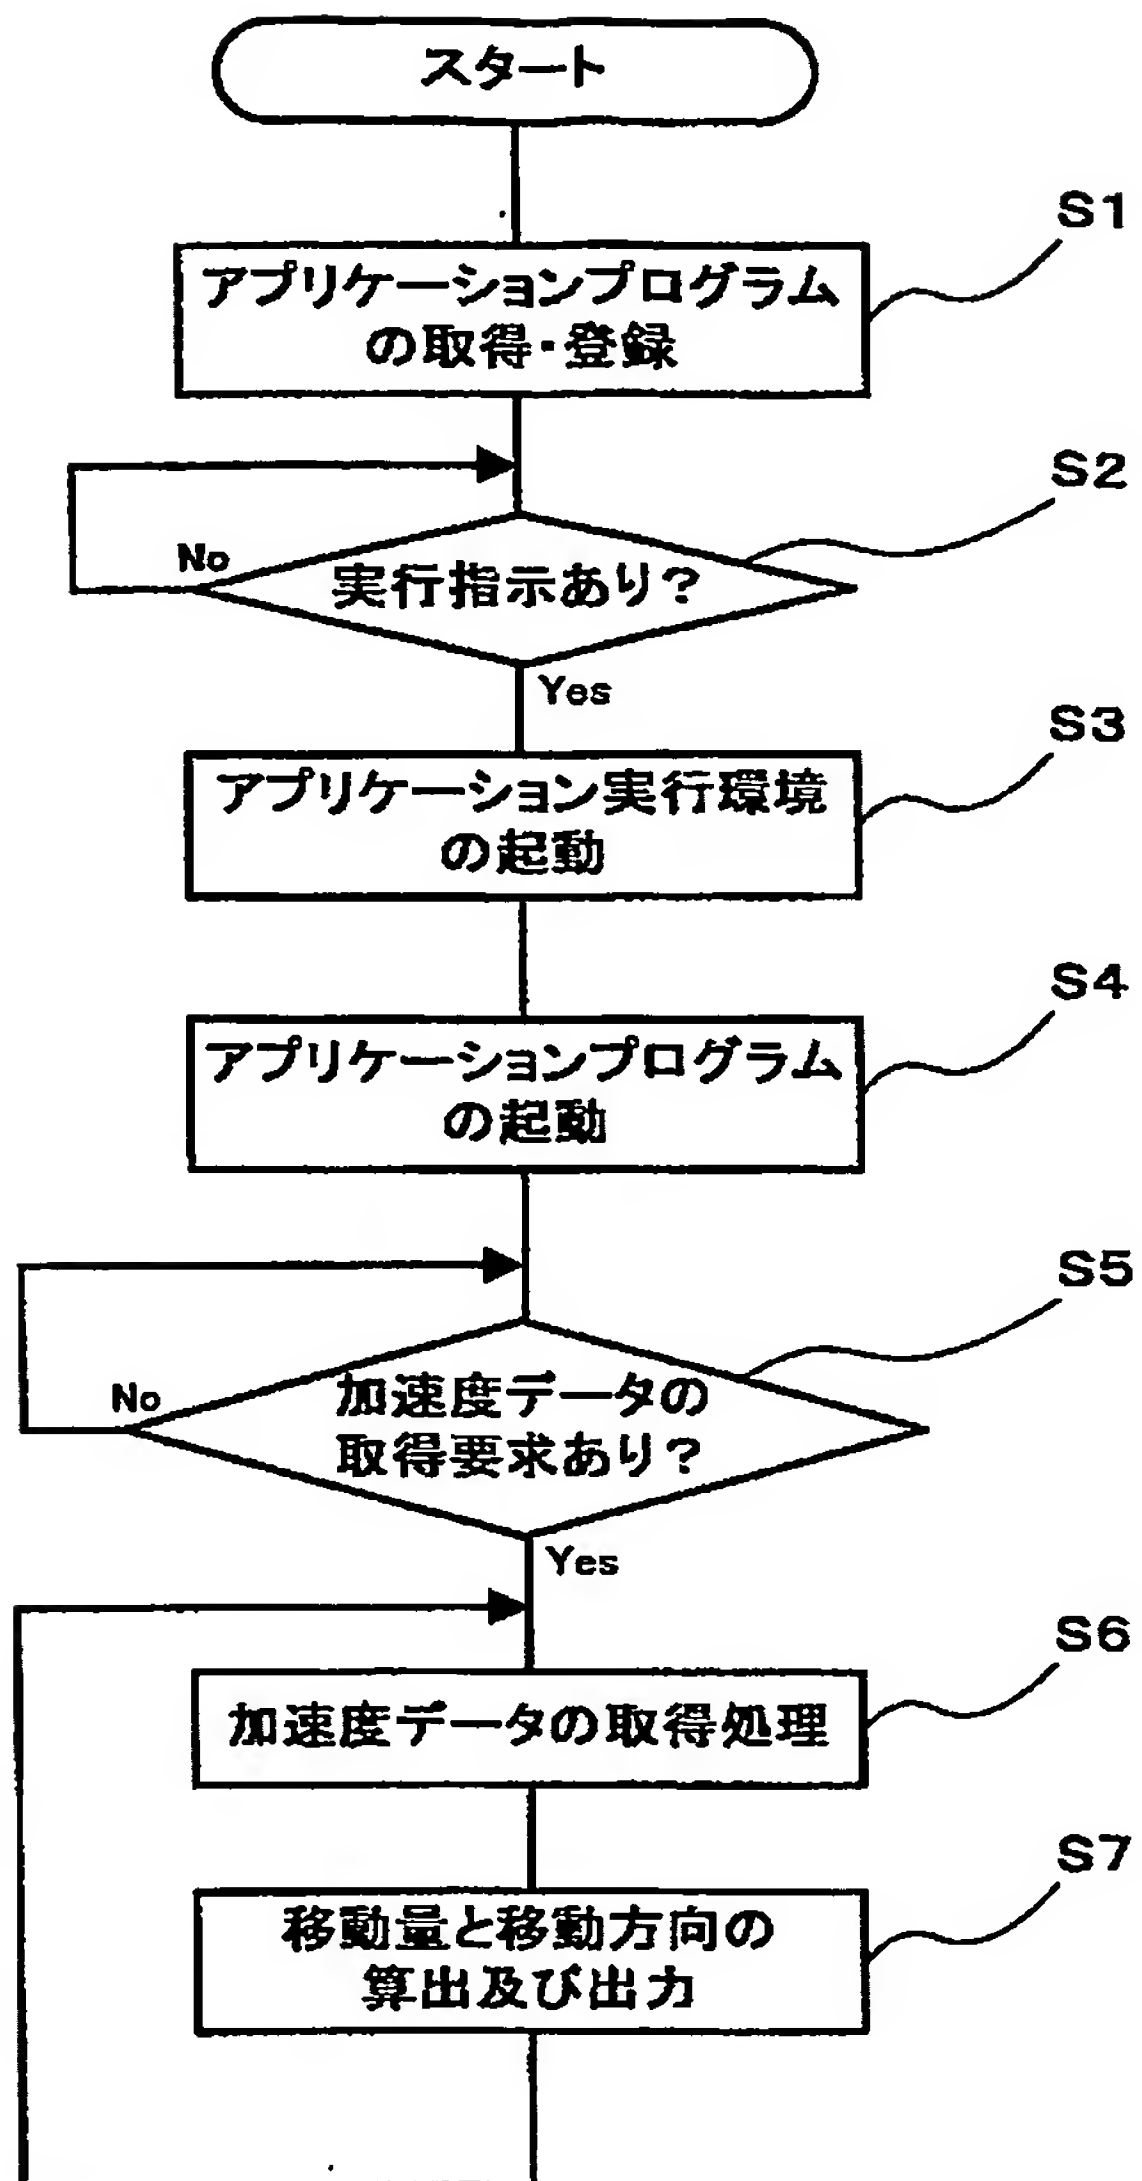 スタート
S1
アプリケーションプログラム
の取得・登録
S2
No
実行指示あり?
Yes
S3
アプリケーション実行環境
の起動
S4
アプリケーションプログラム
の起動
S5
No
加速度データの
取得要求あり?
Yes
S6
加速度データの取得処理
S7
移動量と移動方向の
算出及び出力